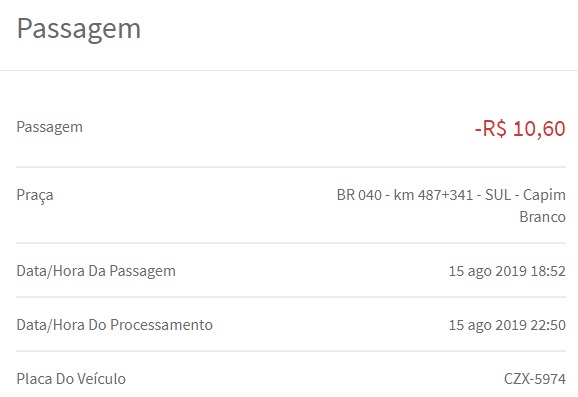 Passagem
Passagem -R$ 10,60
Praça BR 040 - km 487+341 - SUL - Capim
Branco
Data/Hora Da Passagem 15 ago 2019 18:52
Data/Hora Do Processamento 15 ago 2019 22:50
Placa Do Veículo CZX-5974